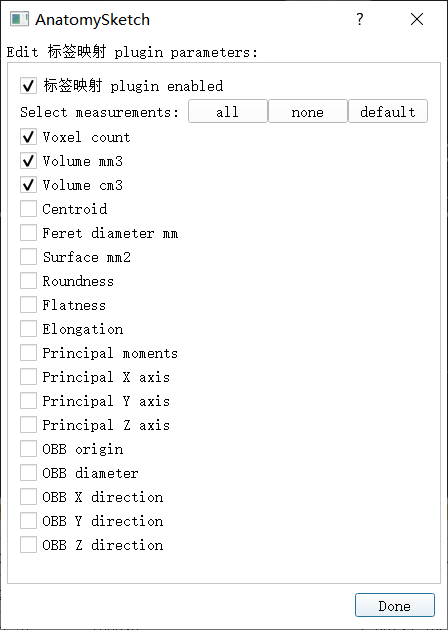 AnatomySketch
Edit 标签映射 plugin parameters:
标签映射 plugin enabled
Select measurements: all none default
Voxel count
Volume mm3
Volume cm3
Centroid
Feret diameter mm
Surface mm2
Roundness
Flatness
Elongation
Principal moments
Principal X axis
Principal Y axis
Principal Z axis
OBB origin
OBB diameter
OBB X direction
OBB Y direction
OBB Z direction
Done